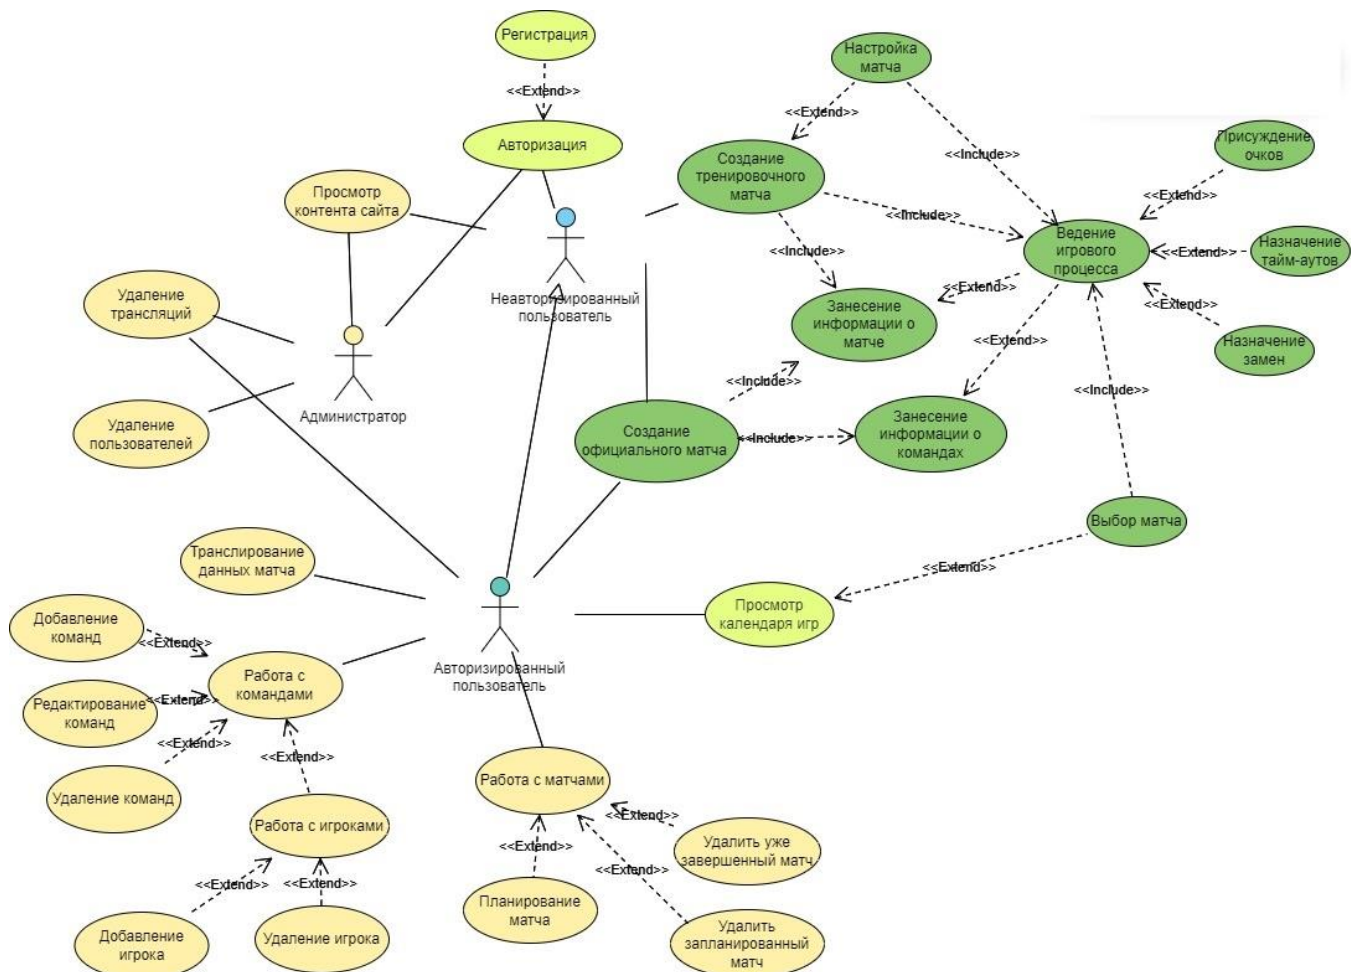 Регистрация
<<Extend>>
Авторизация
Настройка
матча
<<Extend>>
<<Include>>
Присуждение
очков
<<Extend>>
Просмотр
контента сайта
Создание
тренировочного
матча
<<Include>>
<<Include>>
Ведение
игрового
процесса
Назначение
тайм-аутов
<<Extend>>
Назначение
замен
<<Extend>>
Неавторизированный
пользователь
Удаление
трансляций
Занесение
информации о
матче
<<Extend>>
<<Extend>>
Администратор
Удаление
пользователей
<<Include>>
Создание
официального матча
<<Include>>
Занесение
информации о
командах
<<Include>>
Выбор матча
<<Extend>>
Транслирование
данных матча
Просмотр
календаря игр
Авторизированный
пользователь
Добавление
команд
<<Extend>>
Работа с
командами
Редактирование
команд
<<Extend>>
Удаление команд
<<Extend>>
<<Extend>>
Работа с игроками
<<Extend>>
<<Extend>>
Добавление
игрока
Удаление игрока
Работа с матчами
<<Extend>>
<<Extend>>
<<Extend>>
Удалить уже
завершенный матч
Планирование
матча
Удалить
запланированный
матч